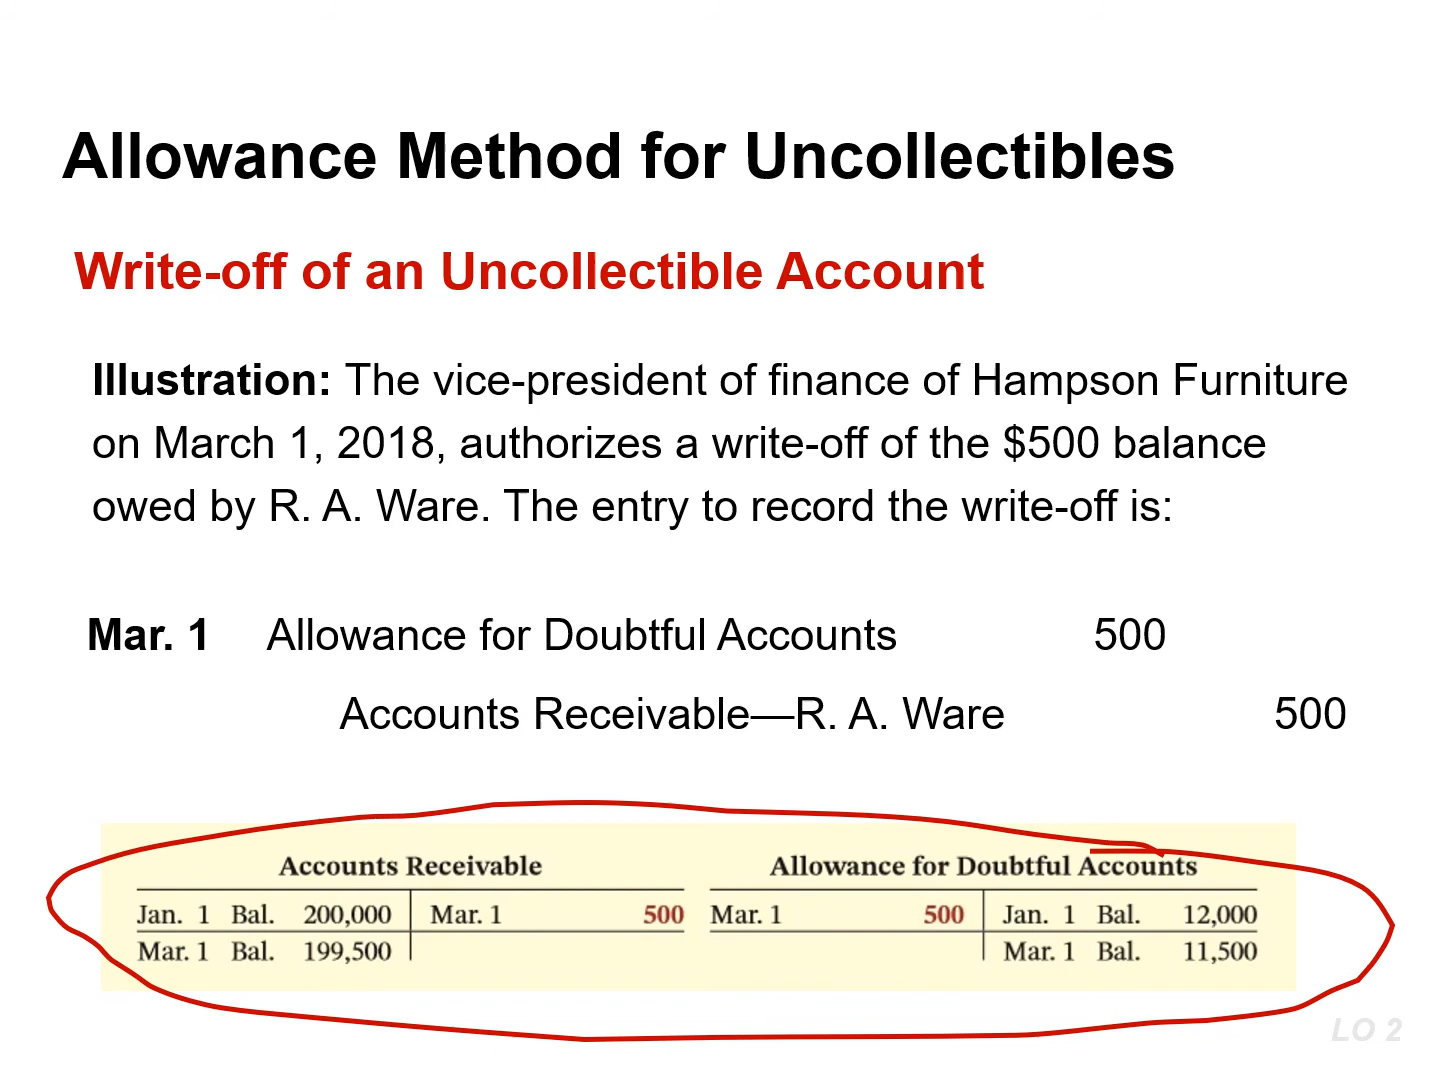 Allowance Method for Uncollectibles
Write-off of an Uncollectible Account
Illustration: The vice-president of finance of Hampson Furniture
on March 1, 2018, authorizes a write-off of the $500 balance
owed by R. A. Ware. The entry to record the write-off is:
Mar. 1 Allowance for Doubtful Accounts 500
Accounts Receivable—R. A. Ware 500
Accounts Receivable Allowance for Doubtful Accounts
Jan. 1 Bal. 200,000 Mar. 1 500 Mar. 1 500 Jan. 1 Bal. 12,000
Mar. 1 Bal. 199,500 Mar. 1 Bal. 11,500
LO 2